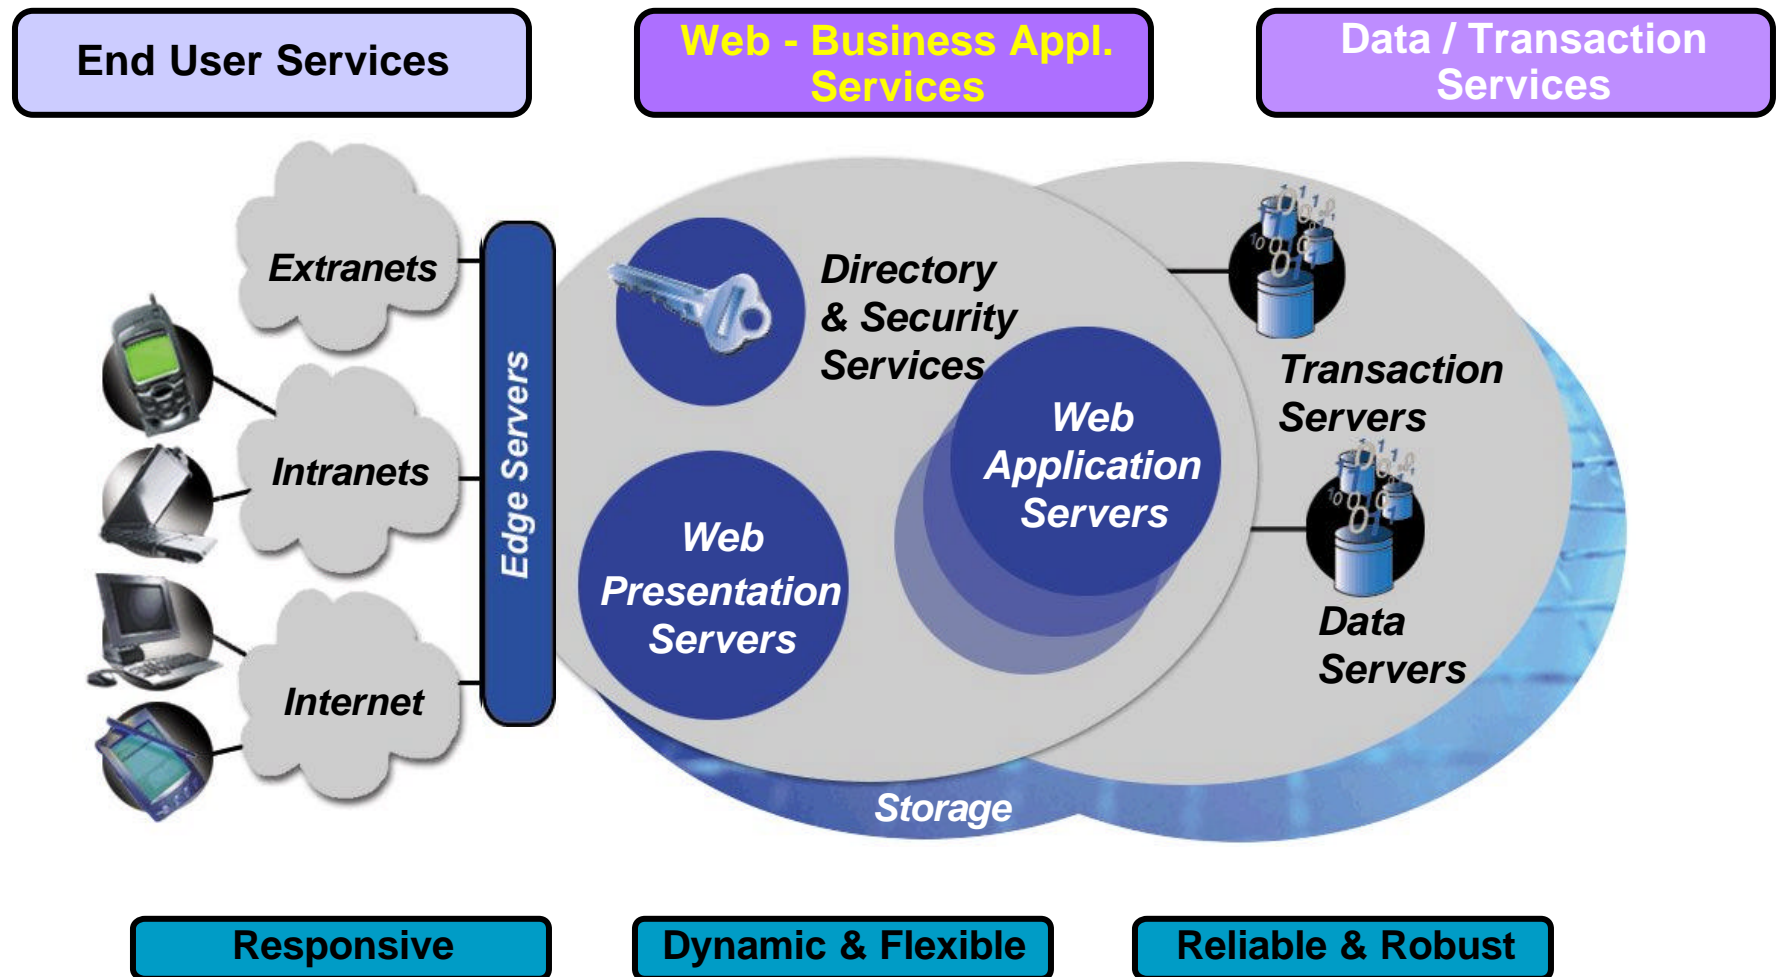 End User Services
Web - Business Appl.
Services
Data / Transaction
Services
Extranets
Intranets
Internet
Edge Servers
Directory
& Security
Services
Web
Presentation
Servers
Web
Application
Servers
Transaction
Servers
Data
Servers
Storage
Responsive
Dynamic & Flexible
Reliable & Robust